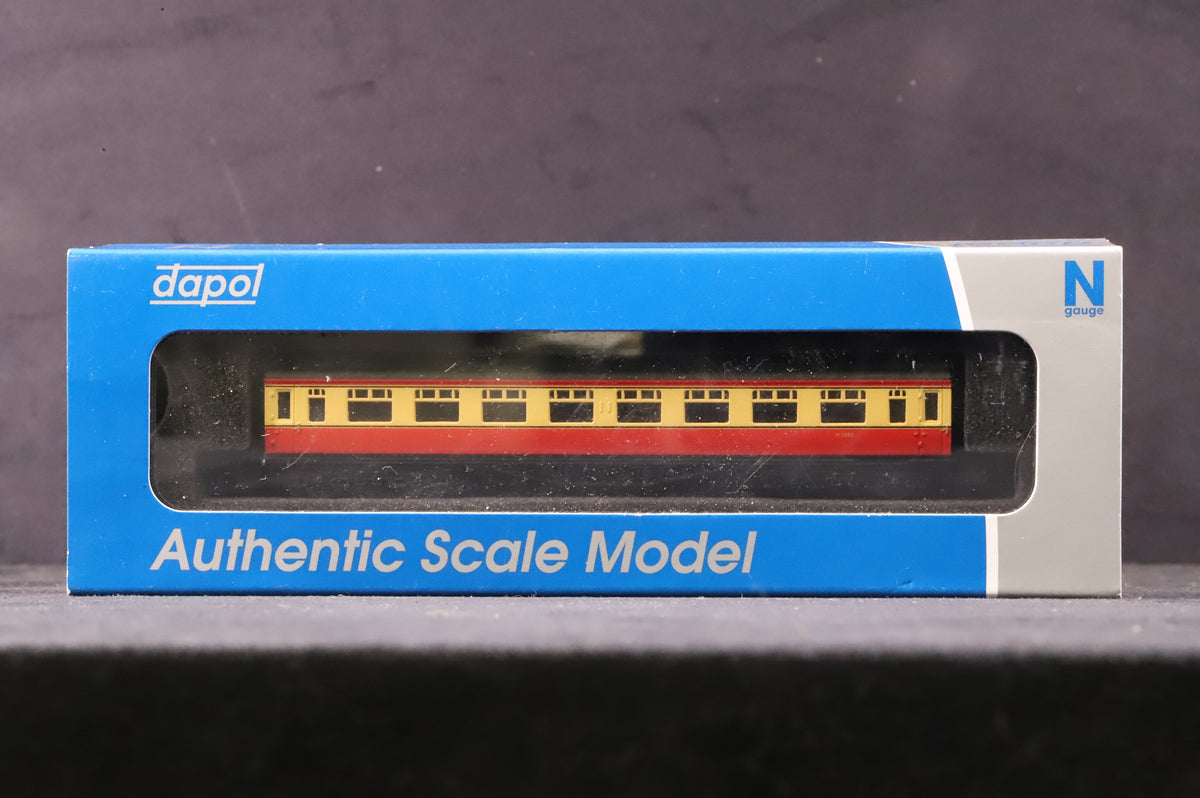 dapol
N
gauge
Authentic Scale Model